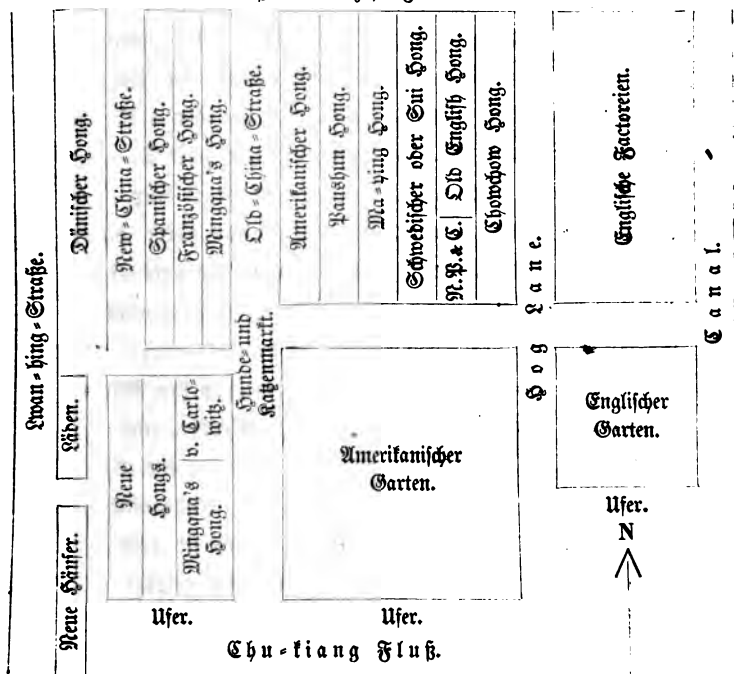 Lwan-hing-Straße.
Dänischer Hong.
Läden.
Neue Häuser.
New-China-Straße.
Spanischer Hong.
Französischer Hong.
Mingqua's Hong.
Old-China-Straße.
Hunde- und
Katzenmarkt.
Neue
Hongs.
Mingqua's
Hong.
v. Carlo-
witz.
Amerikanischer Hong.
Paushun Hong.
Ma-ying Hong.
Schwedischer oder Sui Hong.
N.P.& C.
Old English Hong.
Chowchow Hong.
Hog Lane.
Englische Factoreien.
Canal.
Amerikanischer
Garten.
Englischer
Garten.
Ufer.
N
Ufer.
Ufer.
Chu-kiang Fluß.